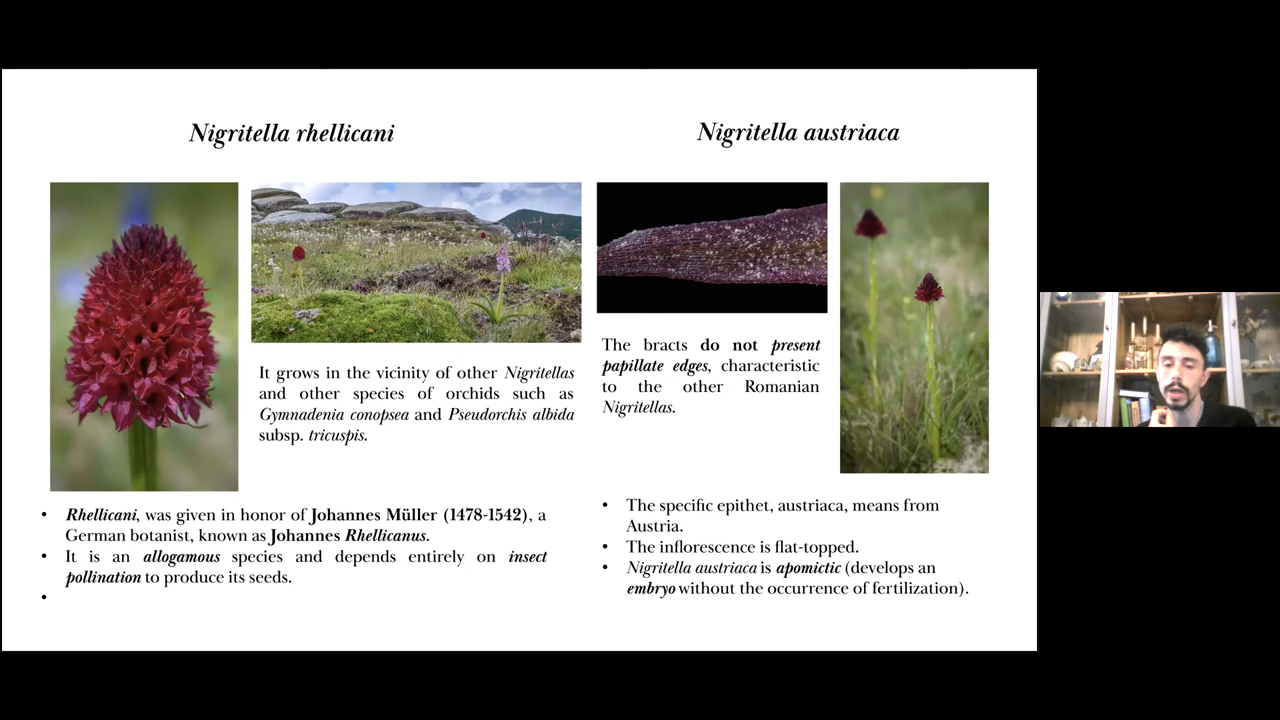 Nigritella rhellicani
It grows in the vicinity of other Nigritellas
and other species of orchids such as
Gymnadenia conopsea and Pseudorchis albida
subsp. tricuspis.
• Rhellicani, was given in honor of Johannes Müller (1478-1542), a
German botanist, known as Johannes Rhellicanus.
• It is an allogamous species and depends entirely on insect
pollination to produce its seeds.
•
Nigritella austriaca
The bracts do not present
papillate edges, characteristic
to the other Romanian
Nigritellas.
• The specific epithet, austriaca, means from
Austria.
• The inflorescence is flat-topped.
• Nigritella austriaca is apomictic (develops an
embryo without the occurrence of fertilization).